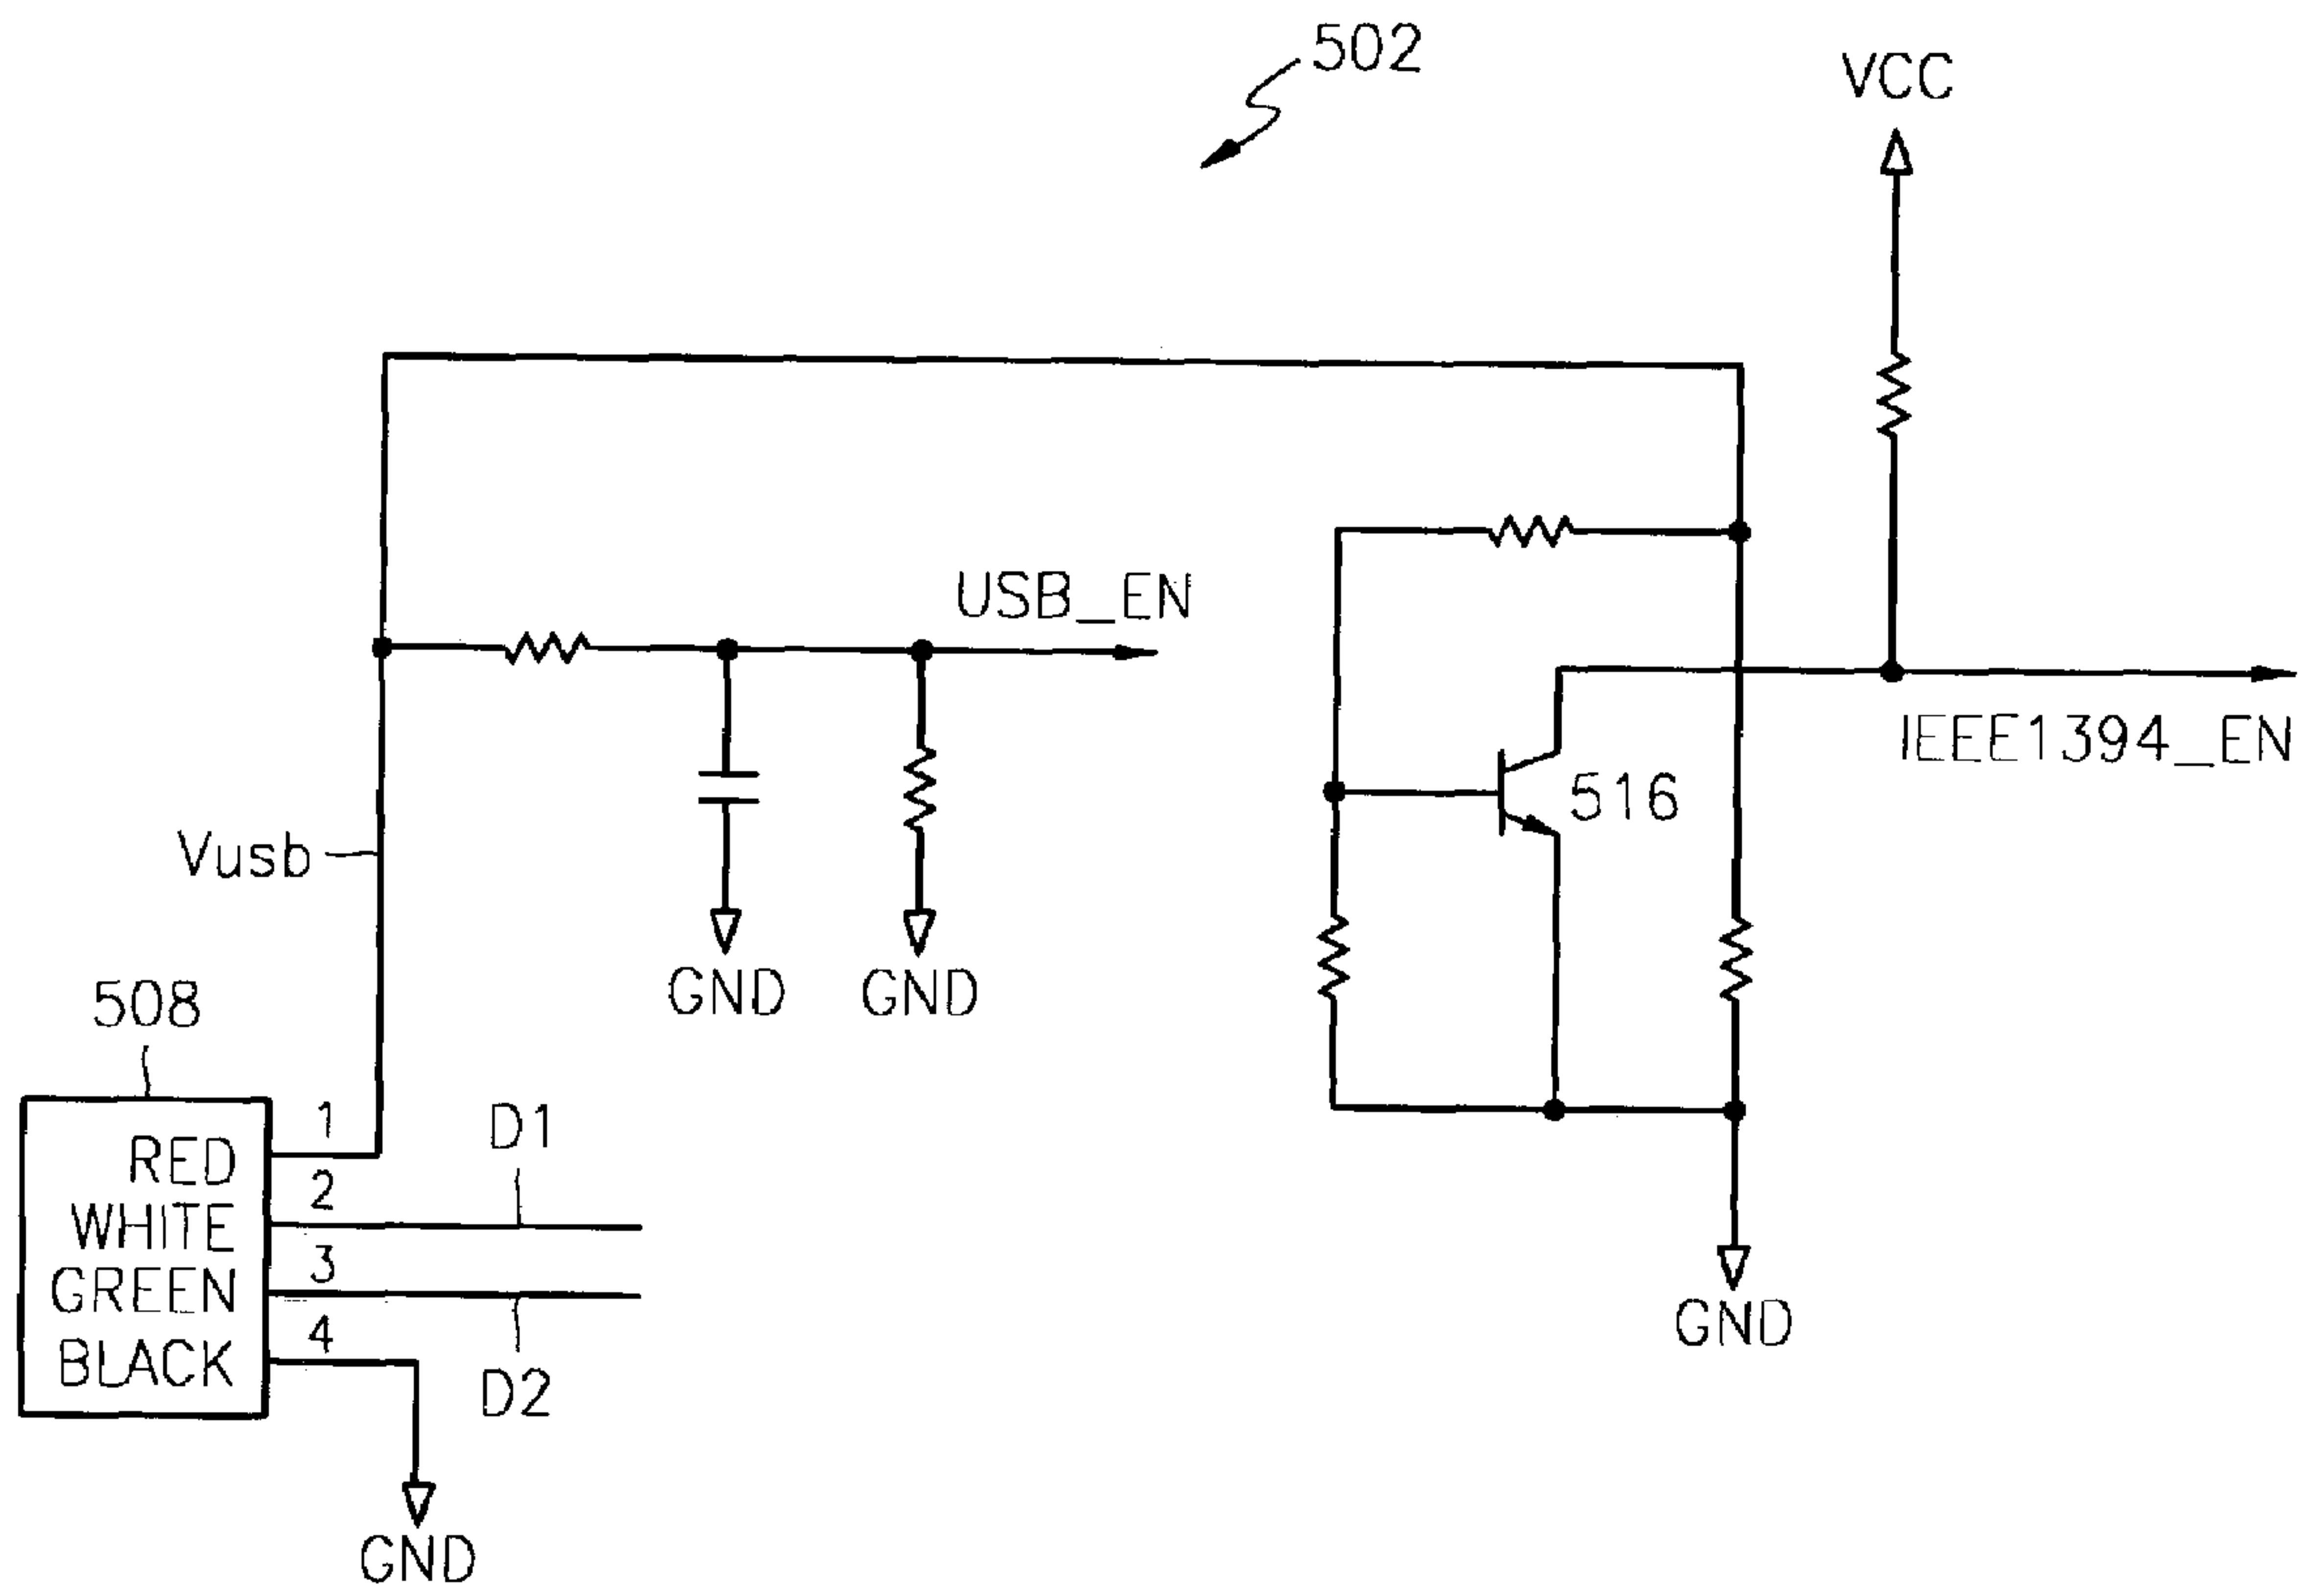 502
VCC
USB_EN
IEEE1394_EN
516
Vusb
GND
GND
508
1
D1
RED
2
WHITE
3
GREEN
4
BLACK
D2
GND
GND